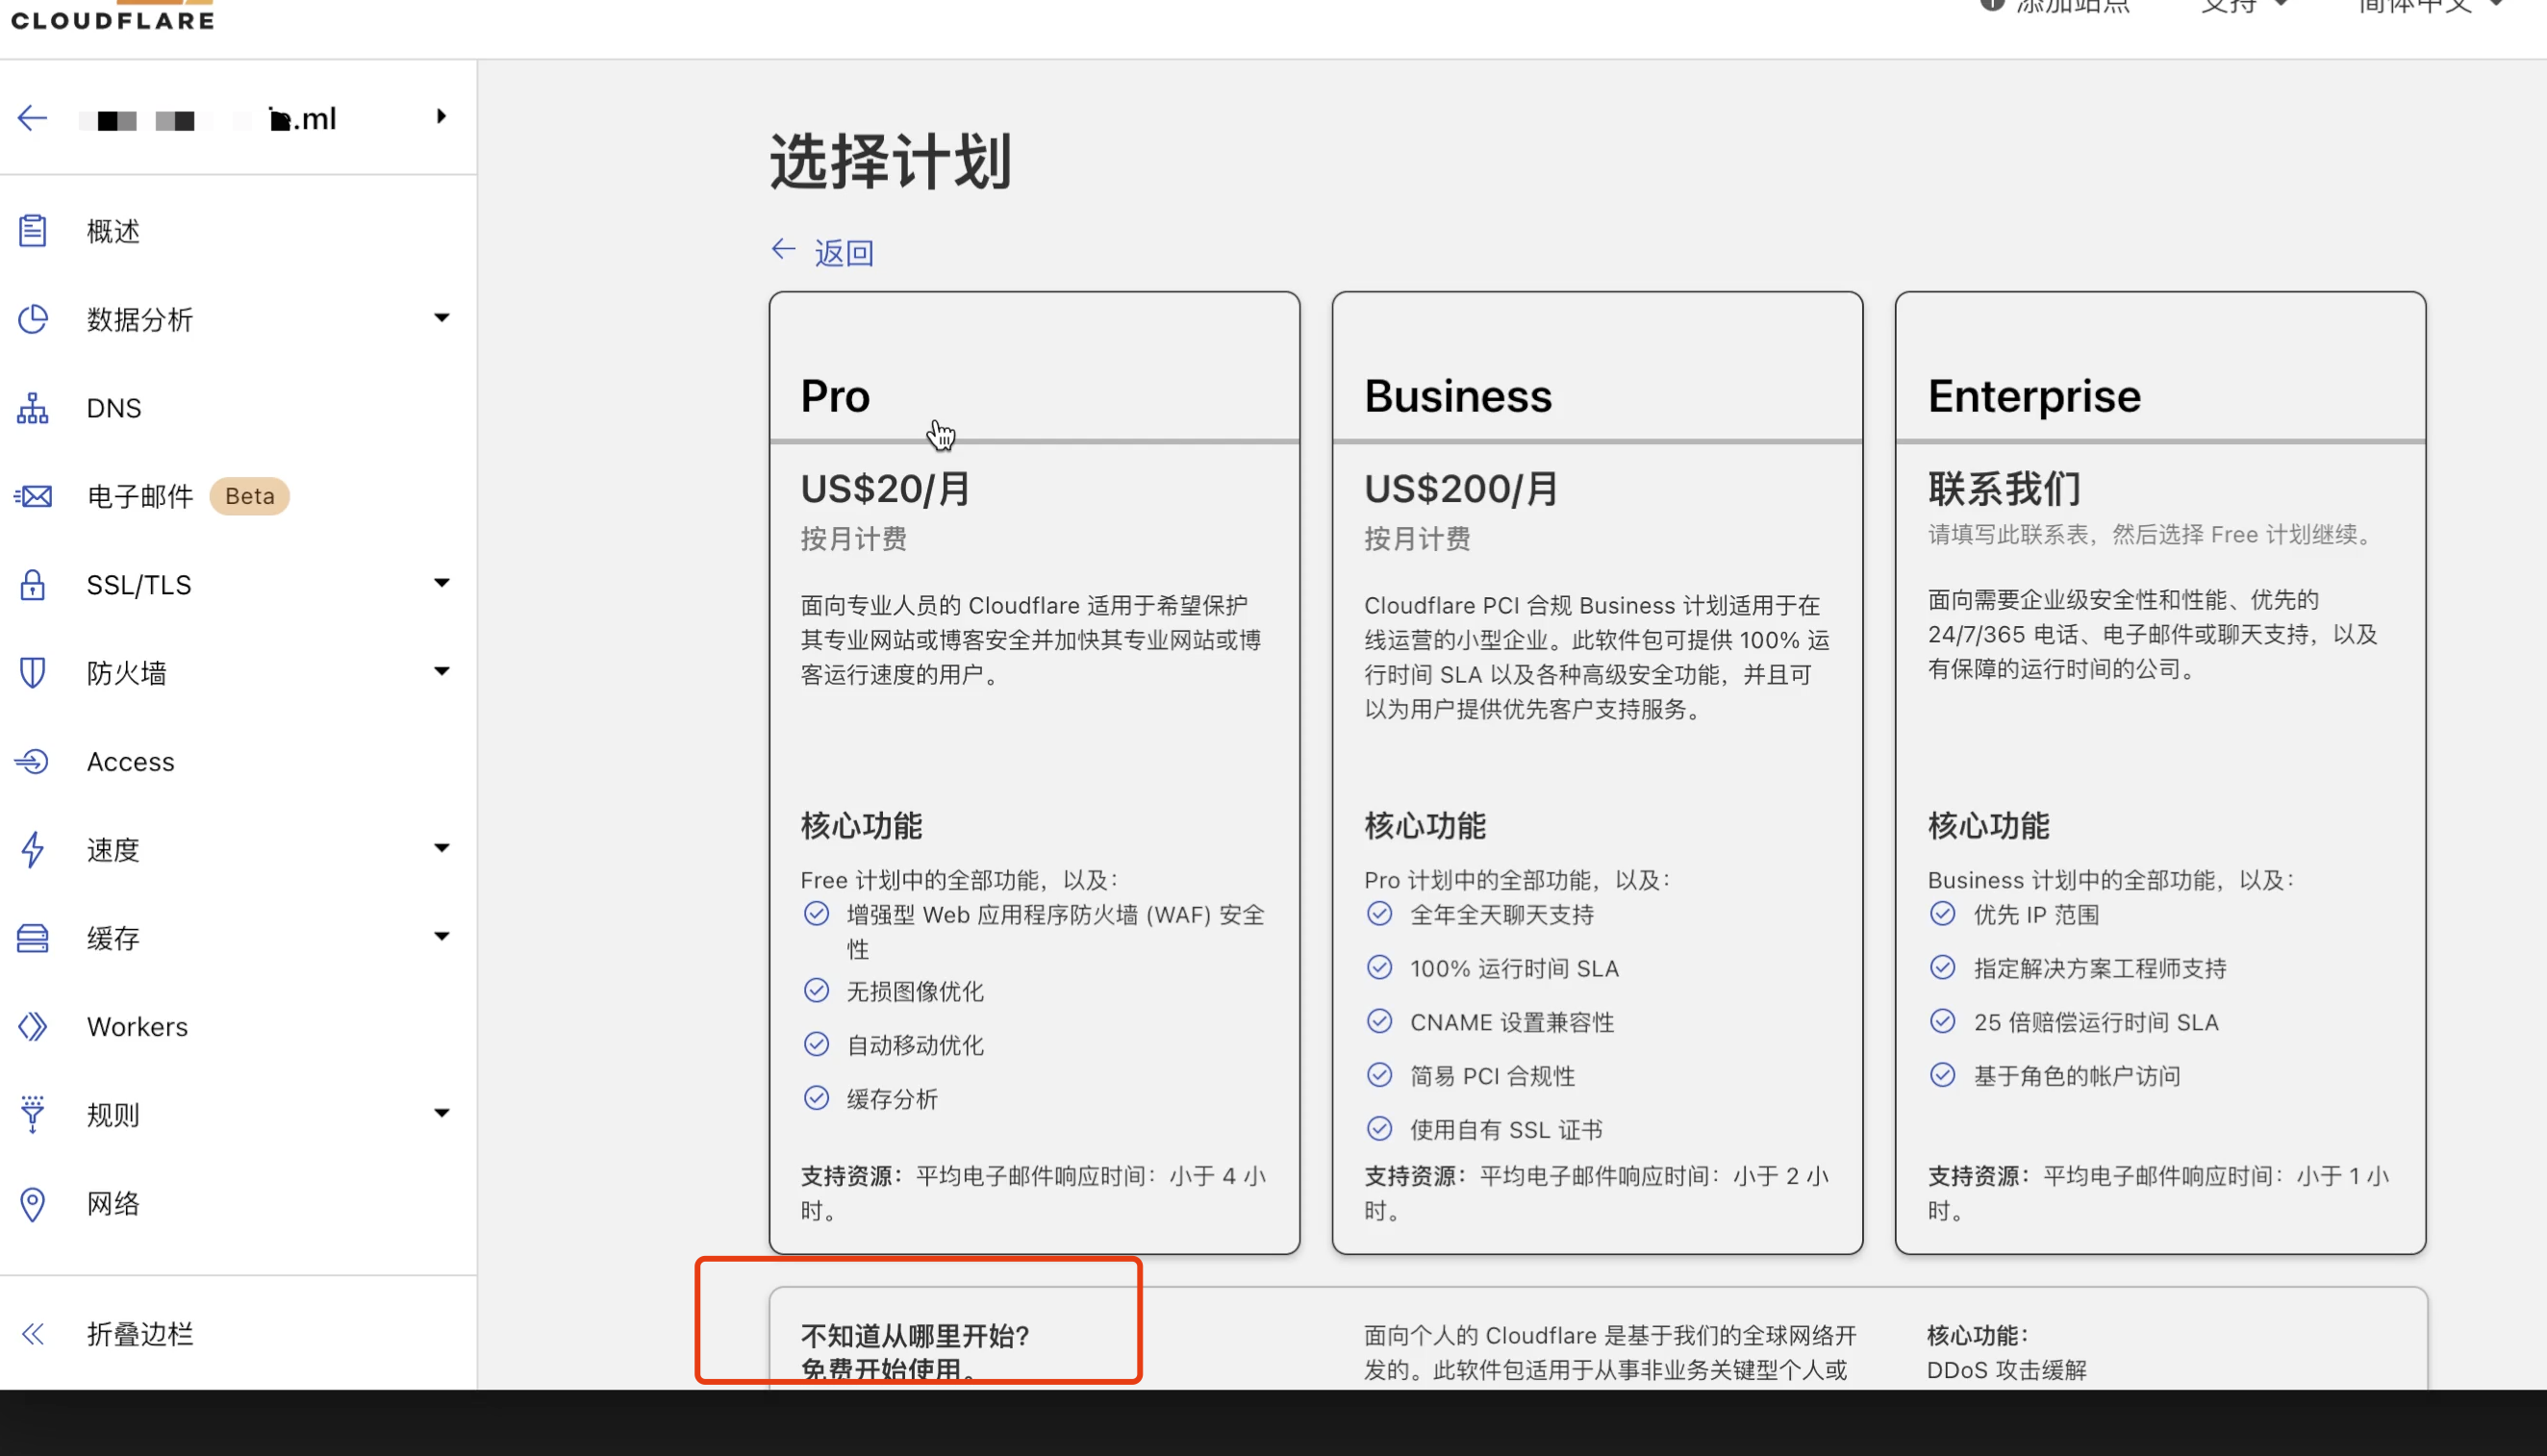 CLOUDFLARE
添加站点
支持
简体中文
.ml
概述
数据分析
DNS
电子邮件 Beta
SSL/TLS
防火墙
Access
速度
缓存
Workers
规则
网络
折叠边栏
选择计划
返回
Pro
US$20/月
按月计费
面向专业人员的 Cloudflare 适用于希望保护
其专业网站或博客安全并加快其专业网站或博
客运行速度的用户。
核心功能
Free 计划中的全部功能，以及：
增强型 Web 应用程序防火墙 (WAF) 安全
性
无损图像优化
自动移动优化
缓存分析
支持资源：平均电子邮件响应时间：小于 4 小
时。
Business
US$200/月
按月计费
Cloudflare PCI 合规 Business 计划适用于在
线运营的小型企业。此软件包可提供 100% 运
行时间 SLA 以及各种高级安全功能，并且可
以为用户提供优先客户支持服务。
核心功能
Pro 计划中的全部功能，以及：
全年全天聊天支持
100% 运行时间 SLA
CNAME 设置兼容性
简易 PCI 合规性
使用自有 SSL 证书
支持资源：平均电子邮件响应时间：小于 2 小
时。
Enterprise
联系我们
请填写此联系表，然后选择 Free 计划继续。
面向需要企业级安全性和性能、优先的
24/7/365 电话、电子邮件或聊天支持，以及
有保障的运行时间的公司。
核心功能
Business 计划中的全部功能，以及：
优先 IP 范围
指定解决方案工程师支持
25 倍赔偿运行时间 SLA
基于角色的帐户访问
支持资源：平均电子邮件响应时间：小于 1 小
时。
不知道从哪里开始?
免费开始使用。
面向个人的 Cloudflare 是基于我们的全球网络开
发的。此软件包适用于从事非业务关键型个人或
核心功能：
DDoS 攻击缓解